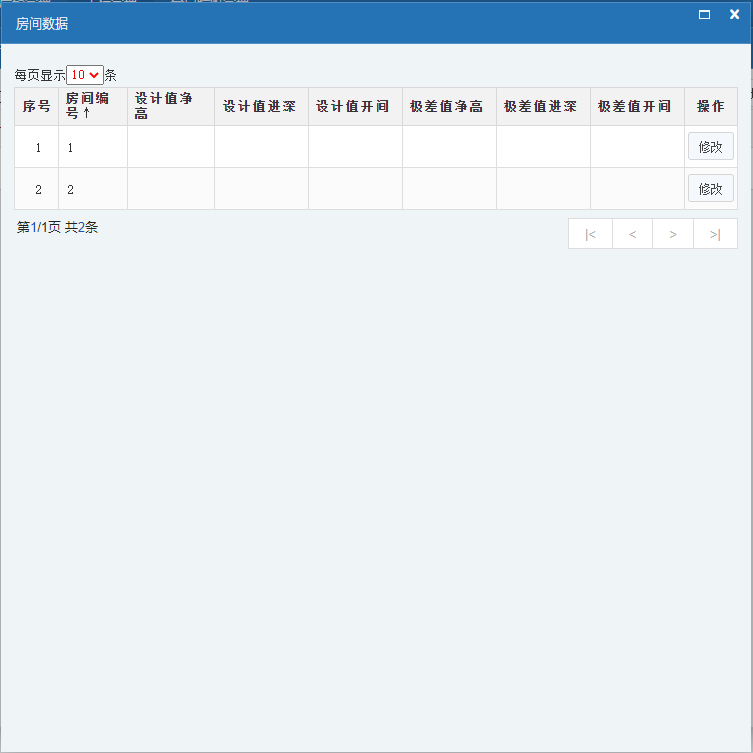 房间数据
每页显示 10 条
序号 房间编号↑ 设计值净高 设计值进深 设计值开间 极差值净高 极差值进深 极差值开间 操作
1 1 修改
2 2 修改
第1/1页 共2条
|< < > >|